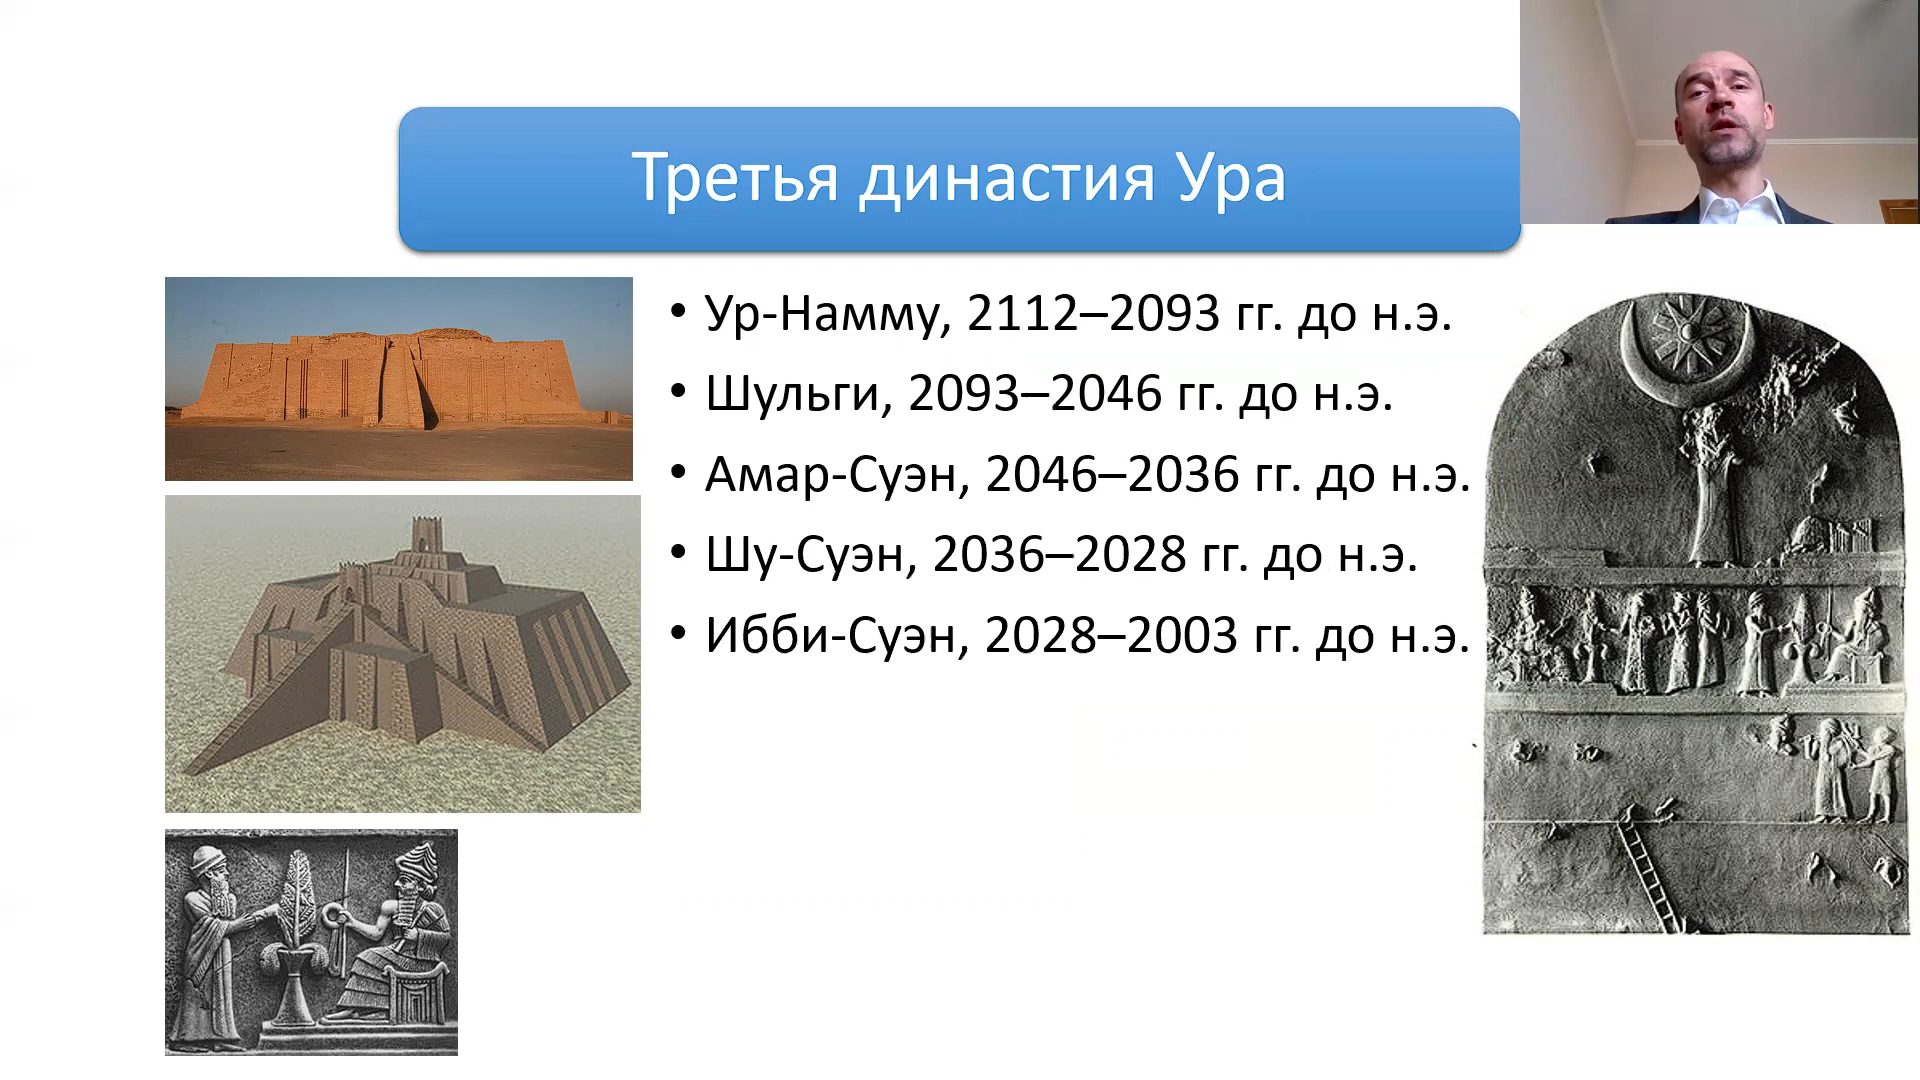 Третья династия Ура
• Ур-Намму, 2112–2093 гг. до н.э.
• Шульги, 2093–2046 гг. до н.э.
• Амар-Суэн, 2046–2036 гг. до н.э.
• Шу-Суэн, 2036–2028 гг. до н.э.
• Ибби-Суэн, 2028–2003 гг. до н.э.